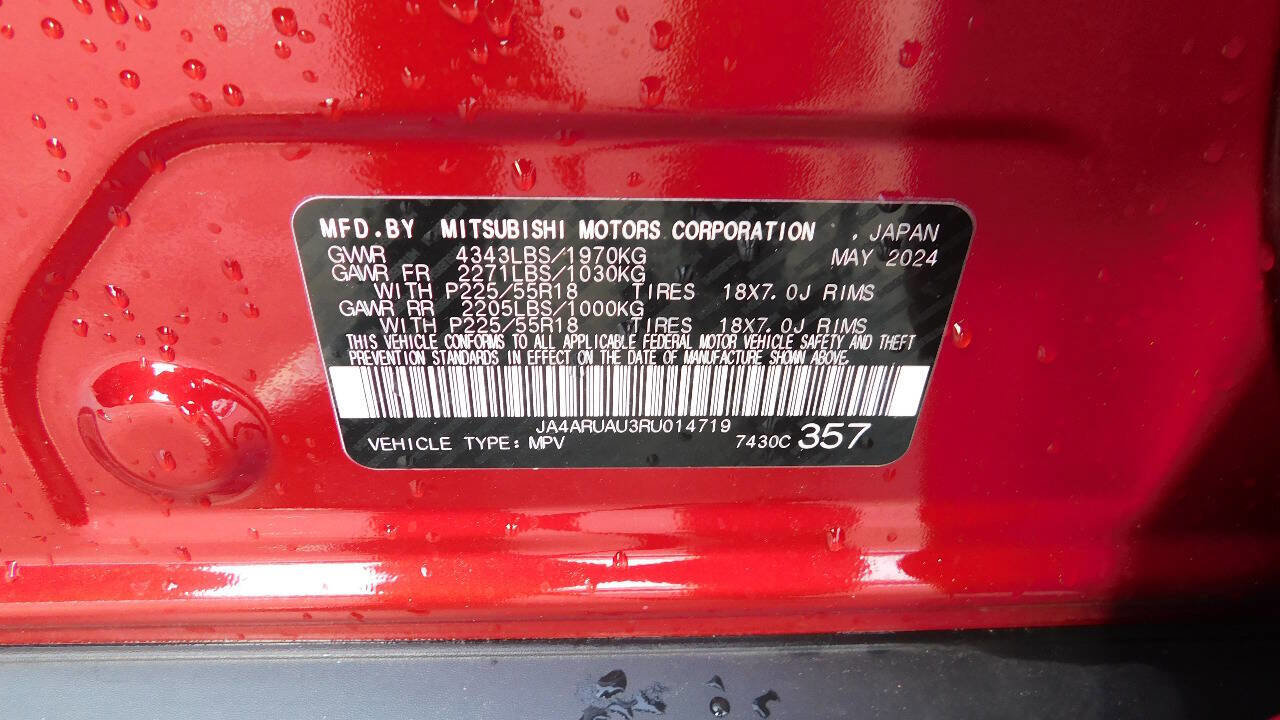 MFD.BY MITSUBISHI MOTORS CORPORATION , JAPAN
GVWR 4343LBS/1970KG MAY 2024
GAWR FR 2271LBS/1030KG
WITH P225/55R18 TIRES 18X7.0J RIMS
GAWR RR 2205LBS/1000KG
WITH P225/55R18 TIRES 18X7.0J RIMS
THIS VEHICLE CONFORMS TO ALL APPLICABLE FEDERAL MOTOR VEHICLE SAFETY AND THEFT
PREVENTION STANDARDS IN EFFECT ON THE DATE OF MANUFACTURE SHOWN ABOVE.
JA4ARUAU3RU014719
VEHICLE TYPE: MPV 7430C 357